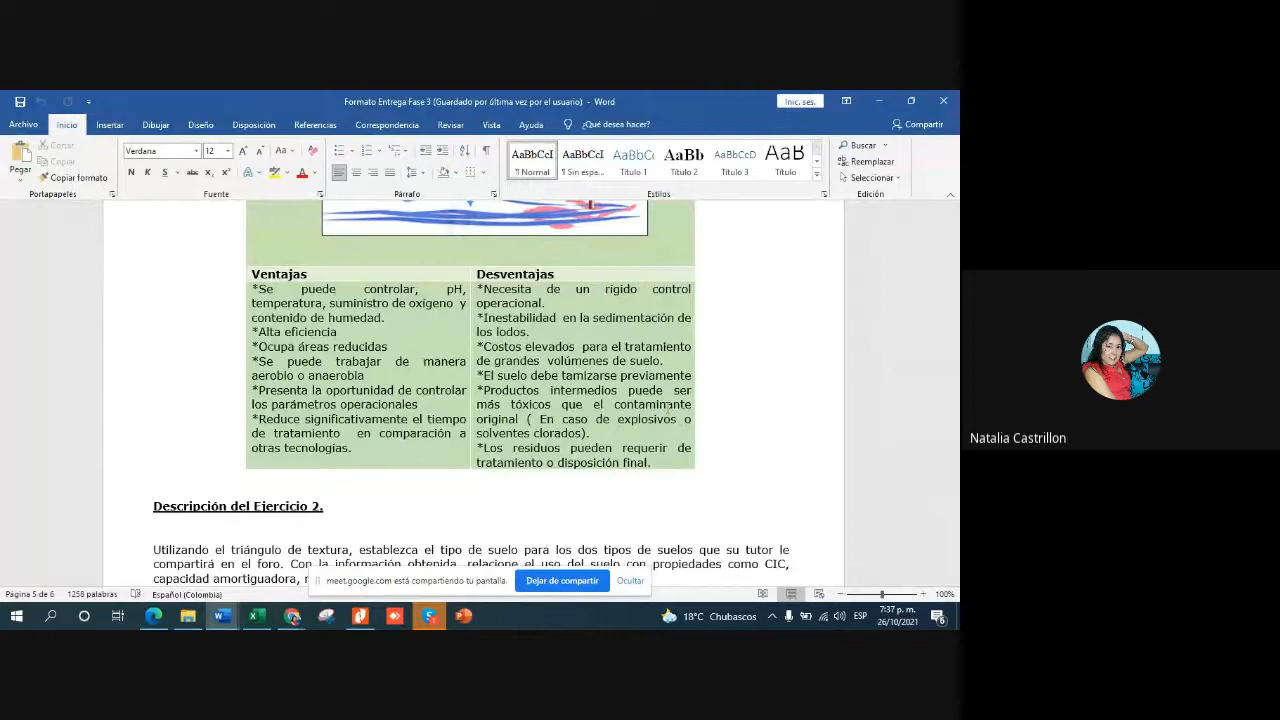 Formato Entrega Fase 3 (Guardado por última vez por el usuario) - Word
Inic. ses.
Archivo Inicio Insertar Dibujar Diseño Disposición Referencias Correspondencia Revisar Vista Ayuda ¿Qué desea hacer? Compartir
Pegar
Cortar
Copiar
Copiar formato
Portapapeles
Verdana 12
N K S abc x₂ x²
Fuente
Párrafo
AaBbCcI AaBbCcI AaBbCc AaBb AaBbCcD AaB
¶ Normal ¶ Sin espa... Título 1 Título 2 Título 3 Título
Estilos
Buscar
Reemplazar
Seleccionar
Edición
Ventajas
*Se puede controlar, pH,
temperatura, suministro de oxígeno y
contenido de humedad.
*Alta eficiencia
*Ocupa áreas reducidas
*Se puede trabajar de manera
aerobio o anaerobia
*Presenta la oportunidad de controlar
los parámetros operacionales
*Reduce significativamente el tiempo
de tratamiento en comparación a
otras tecnologías.
Desventajas
*Necesita de un rígido control
operacional.
*Inestabilidad en la sedimentación de
los lodos.
*Costos elevados para el tratamiento
de grandes volúmenes de suelo.
*El suelo debe tamizarse previamente
*Productos intermedios puede ser
más tóxicos que el contaminante
original ( En caso de explosivos o
solventes clorados).
*Los residuos pueden requerir de
tratamiento o disposición final.
Descripción del Ejercicio 2.
Utilizando el triángulo de textura, establezca el tipo de suelo para los dos tipos de suelos que su tutor le
compartirá en el foro. Con la información obtenida, relacione el uso del suelo con propiedades como CIC,
capacidad amortiguadora,
meet.google.com está compartiendo tu pantalla.
Dejar de compartir
Ocultar
Página 5 de 6 1258 palabras Español (Colombia) 100%
18°C Chubascos ESP
7:37 p. m.
26/10/2021
6
Natalia Castrillon